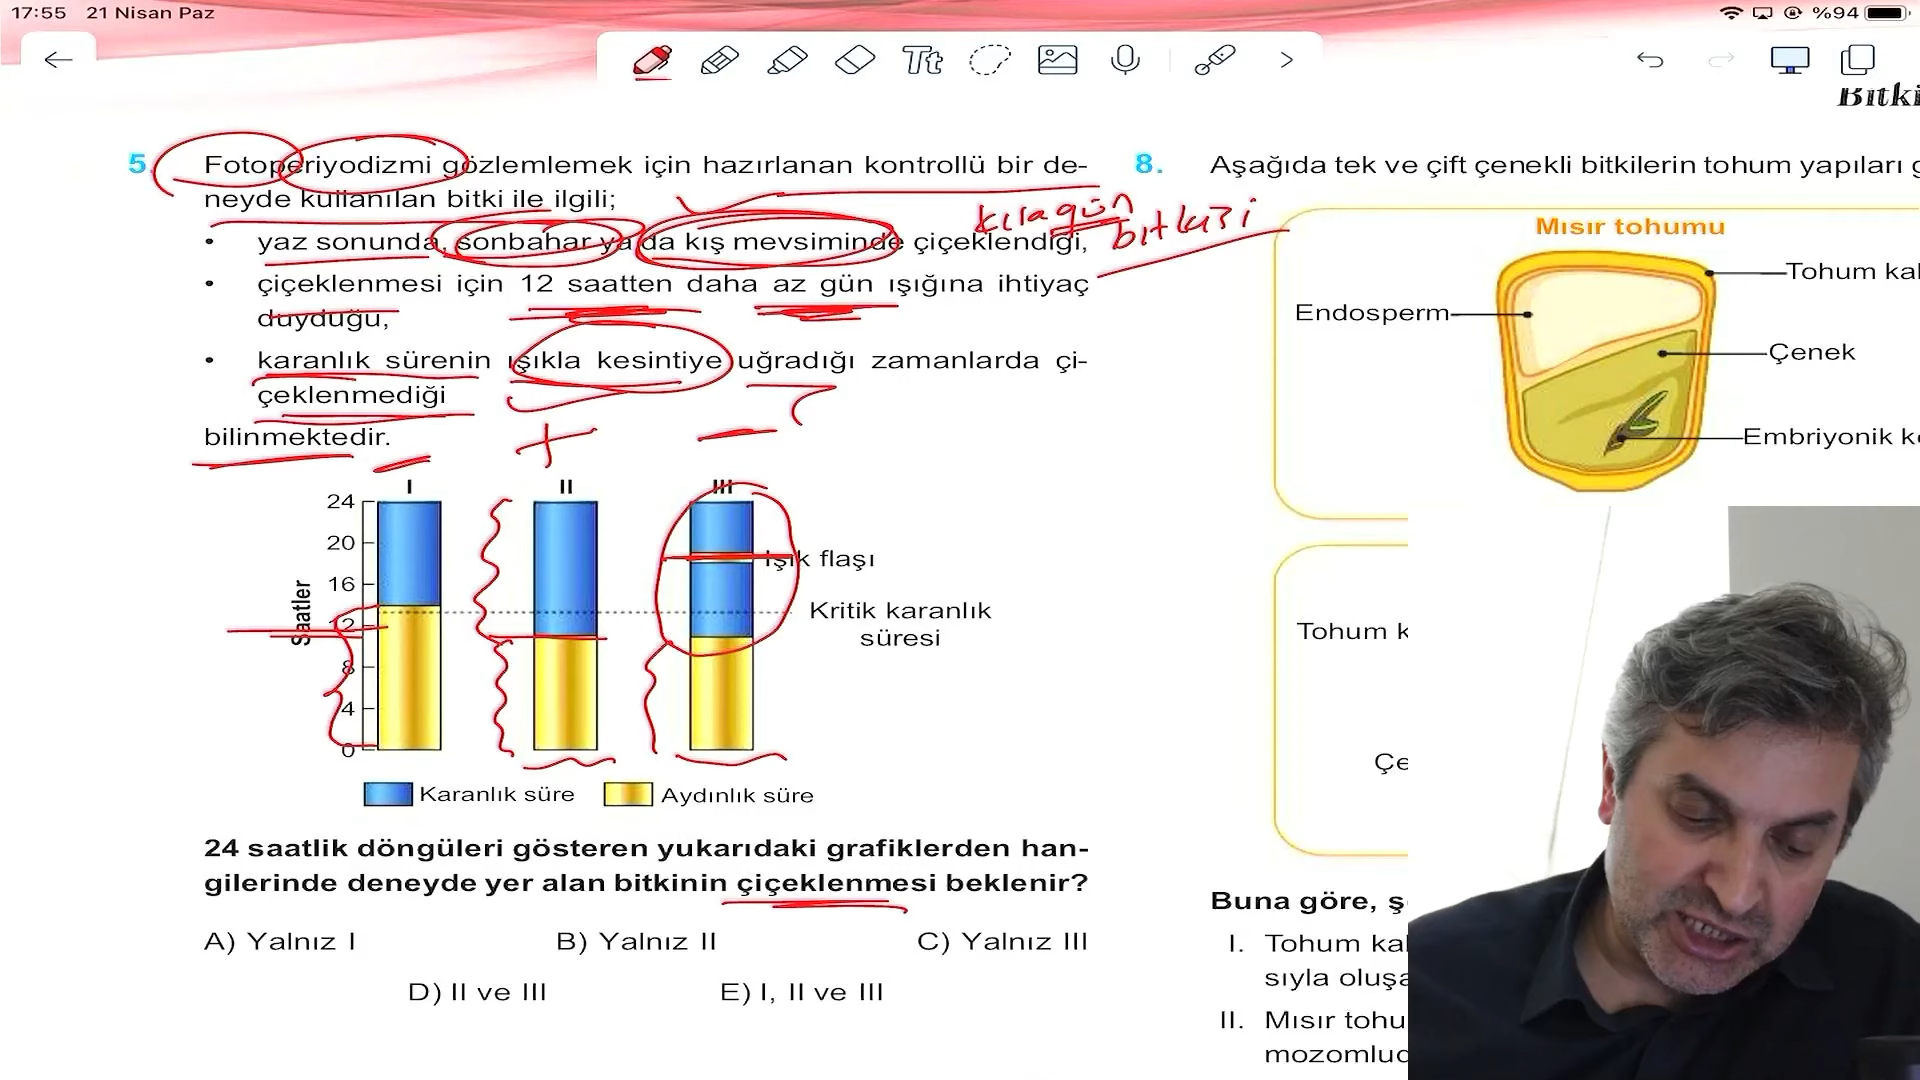 17:55 21 Nisan Paz
%94
Tt
Bitki
5. Fotoperiyodizmi gözlemlemek için hazırlanan kontrollü bir de-
neyde kullanılan bitki ile ilgili;
• yaz sonunda, sonbahar ya da kış mevsiminde çiçeklendiği,
• çiçeklenmesi için 12 saatten daha az gün ışığına ihtiyaç
duyduğu,
• karanlık sürenin ışıkla kesintiye uğradığı zamanlarda çi-
çeklenmediği
bilinmektedir.
kısa gün
bitkisi
I II III
24
20
16
12
8
4
0
Saatler
Işık flaşı
Kritik karanlık
süresi
Karanlık süre Aydınlık süre
24 saatlik döngüleri gösteren yukarıdaki grafiklerden han-
gilerinde deneyde yer alan bitkinin çiçeklenmesi beklenir?
A) Yalnız I B) Yalnız II C) Yalnız III
D) II ve III E) I, II ve III
8. Aşağıda tek ve çift çenekli bitkilerin tohum yapıları g
Mısır tohumu
Tohum kal
Endosperm
Çenek
Embriyonik k
Tohum k
Çe
Buna göre, ş
I. Tohum ka
sıyla oluşa
II. Mısır tohu
mozomlu